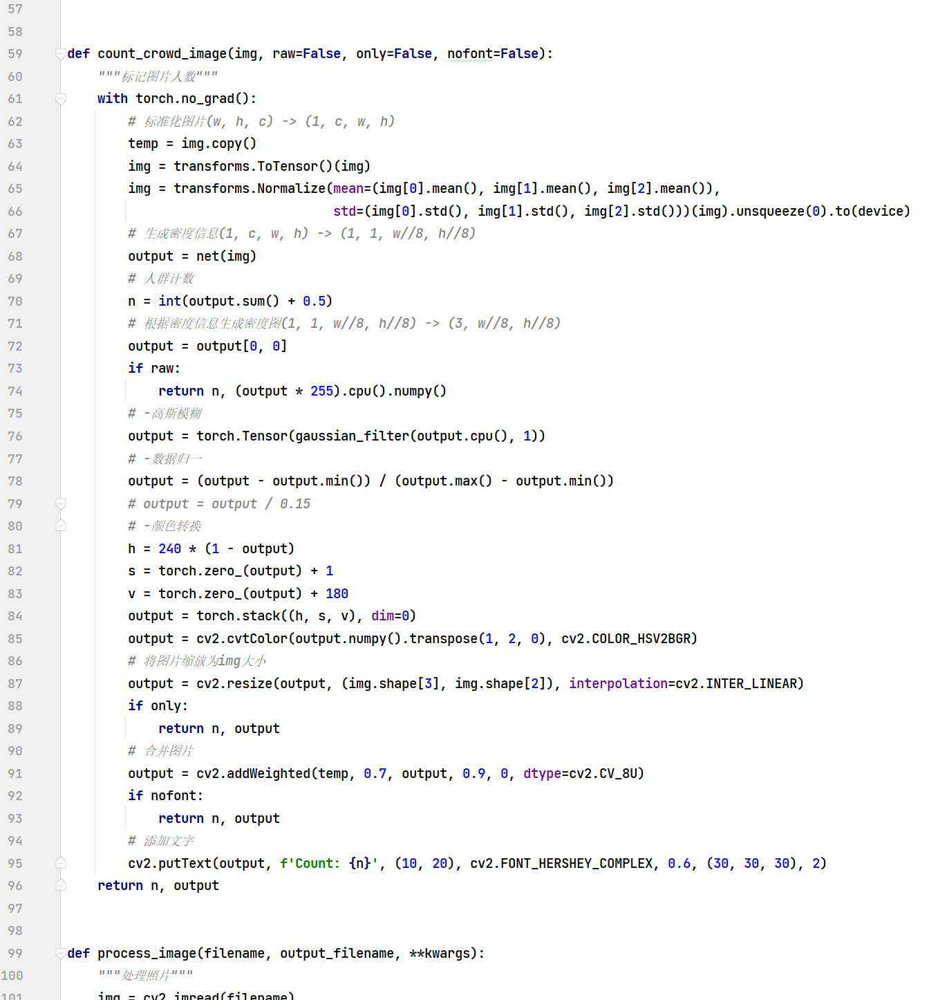 57
58
59 def count_crowd_image(img, raw=False, only=False, nofont=False):
60 """标记图片人数"""
61 with torch.no_grad():
62 # 标准化图片(w, h, c) -> (1, c, w, h)
63 temp = img.copy()
64 img = transforms.ToTensor()(img)
65 img = transforms.Normalize(mean=(img[0].mean(), img[1].mean(), img[2].mean()),
66 std=(img[0].std(), img[1].std(), img[2].std()))(img).unsqueeze(0).to(device)
67 # 生成密度信息(1, c, w, h) -> (1, 1, w//8, h//8)
68 output = net(img)
69 # 人群计数
70 n = int(output.sum() + 0.5)
71 # 根据密度信息生成密度图(1, 1, w//8, h//8) -> (3, w//8, h//8)
72 output = output[0, 0]
73 if raw:
74 return n, (output * 255).cpu().numpy()
75 # -高斯模糊
76 output = torch.Tensor(gaussian_filter(output.cpu(), 1))
77 # -数据归一
78 output = (output - output.min()) / (output.max() - output.min())
79 # output = output / 0.15
80 # -颜色转换
81 h = 240 * (1 - output)
82 s = torch.zero_(output) + 1
83 v = torch.zero_(output) + 180
84 output = torch.stack((h, s, v), dim=0)
85 output = cv2.cvtColor(output.numpy().transpose(1, 2, 0), cv2.COLOR_HSV2BGR)
86 # 将图片缩放为img大小
87 output = cv2.resize(output, (img.shape[3], img.shape[2]), interpolation=cv2.INTER_LINEAR)
88 if only:
89 return n, output
90 # 合并图片
91 output = cv2.addWeighted(temp, 0.7, output, 0.9, 0, dtype=cv2.CV_8U)
92 if nofont:
93 return n, output
94 # 添加文字
95 cv2.putText(output, f'Count: {n}', (10, 20), cv2.FONT_HERSHEY_COMPLEX, 0.6, (30, 30, 30), 2)
96 return n, output
97
98
99 def process_image(filename, output_filename, **kwargs):
100 """处理照片"""
101 img = cv2.imread(filename)